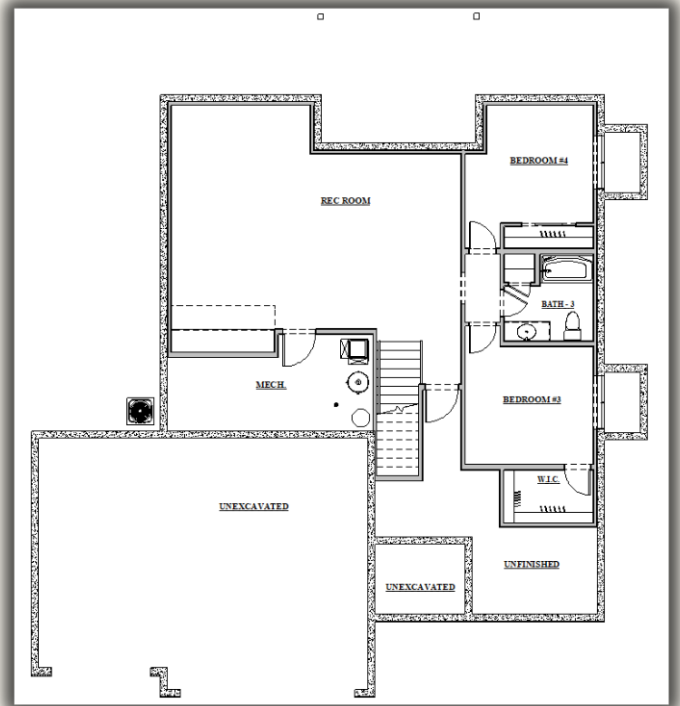 BEDROOM #4
REC ROOM
BATH - 3
MECH.
BEDROOM #3
W.I.C.
UNEXCAVATED
UNFINISHED
UNEXCAVATED